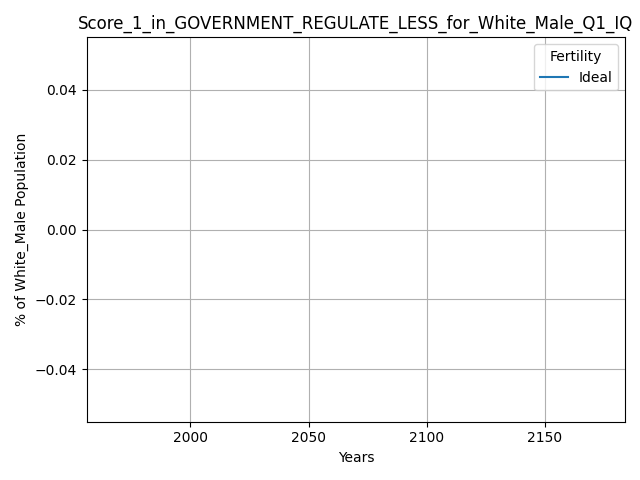 Score_1_in_GOVERNMENT_REGULATE_LESS_for_White_Male_Q1_IQ
Fertility
Ideal
0.04
0.02
0.00
−0.02
−0.04
% of White_Male Population
2000
2050
2100
2150
Years